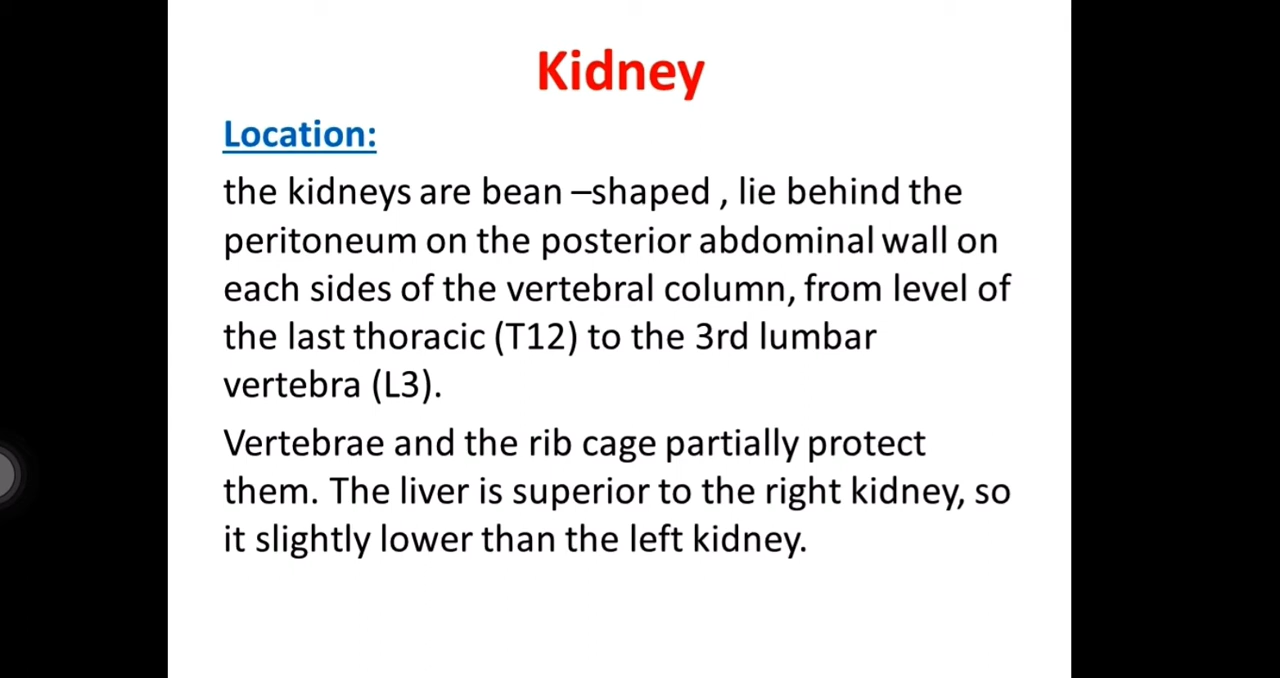 Kidney
Location:
the kidneys are bean –shaped , lie behind the
peritoneum on the posterior abdominal wall on
each sides of the vertebral column, from level of
the last thoracic (T12) to the 3rd lumbar
vertebra (L3).
Vertebrae and the rib cage partially protect
them. The liver is superior to the right kidney, so
it slightly lower than the left kidney.